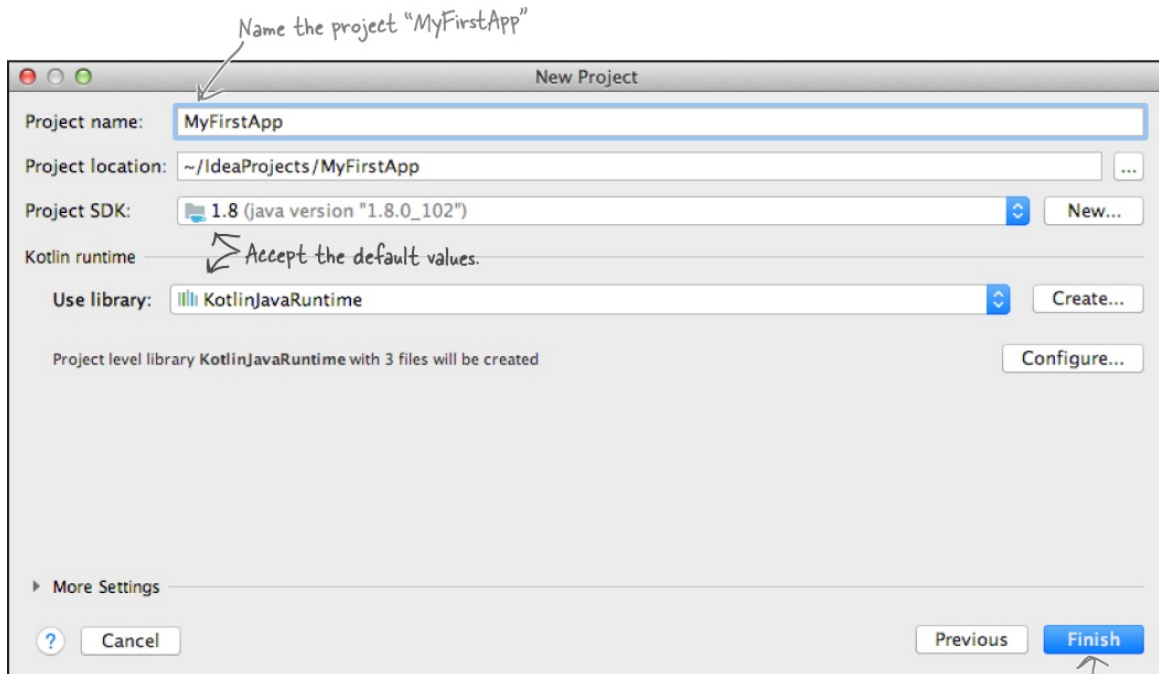 Name the project “MyFirstApp”
New Project
Project name: MyFirstApp
Project location: ~/IdeaProjects/MyFirstApp ...
Project SDK: 1.8 (java version "1.8.0_102") New...
Accept the default values.
Kotlin runtime
Use library: KotlinJavaRuntime Create...
Project level library KotlinJavaRuntime with 3 files will be created Configure...
More Settings
? Cancel Previous Finish